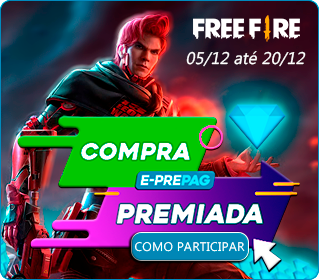 FREE FIRE
05/12 até 20/12
COMPRA
E-PREPAG
PREMIADA
COMO PARTICIPAR